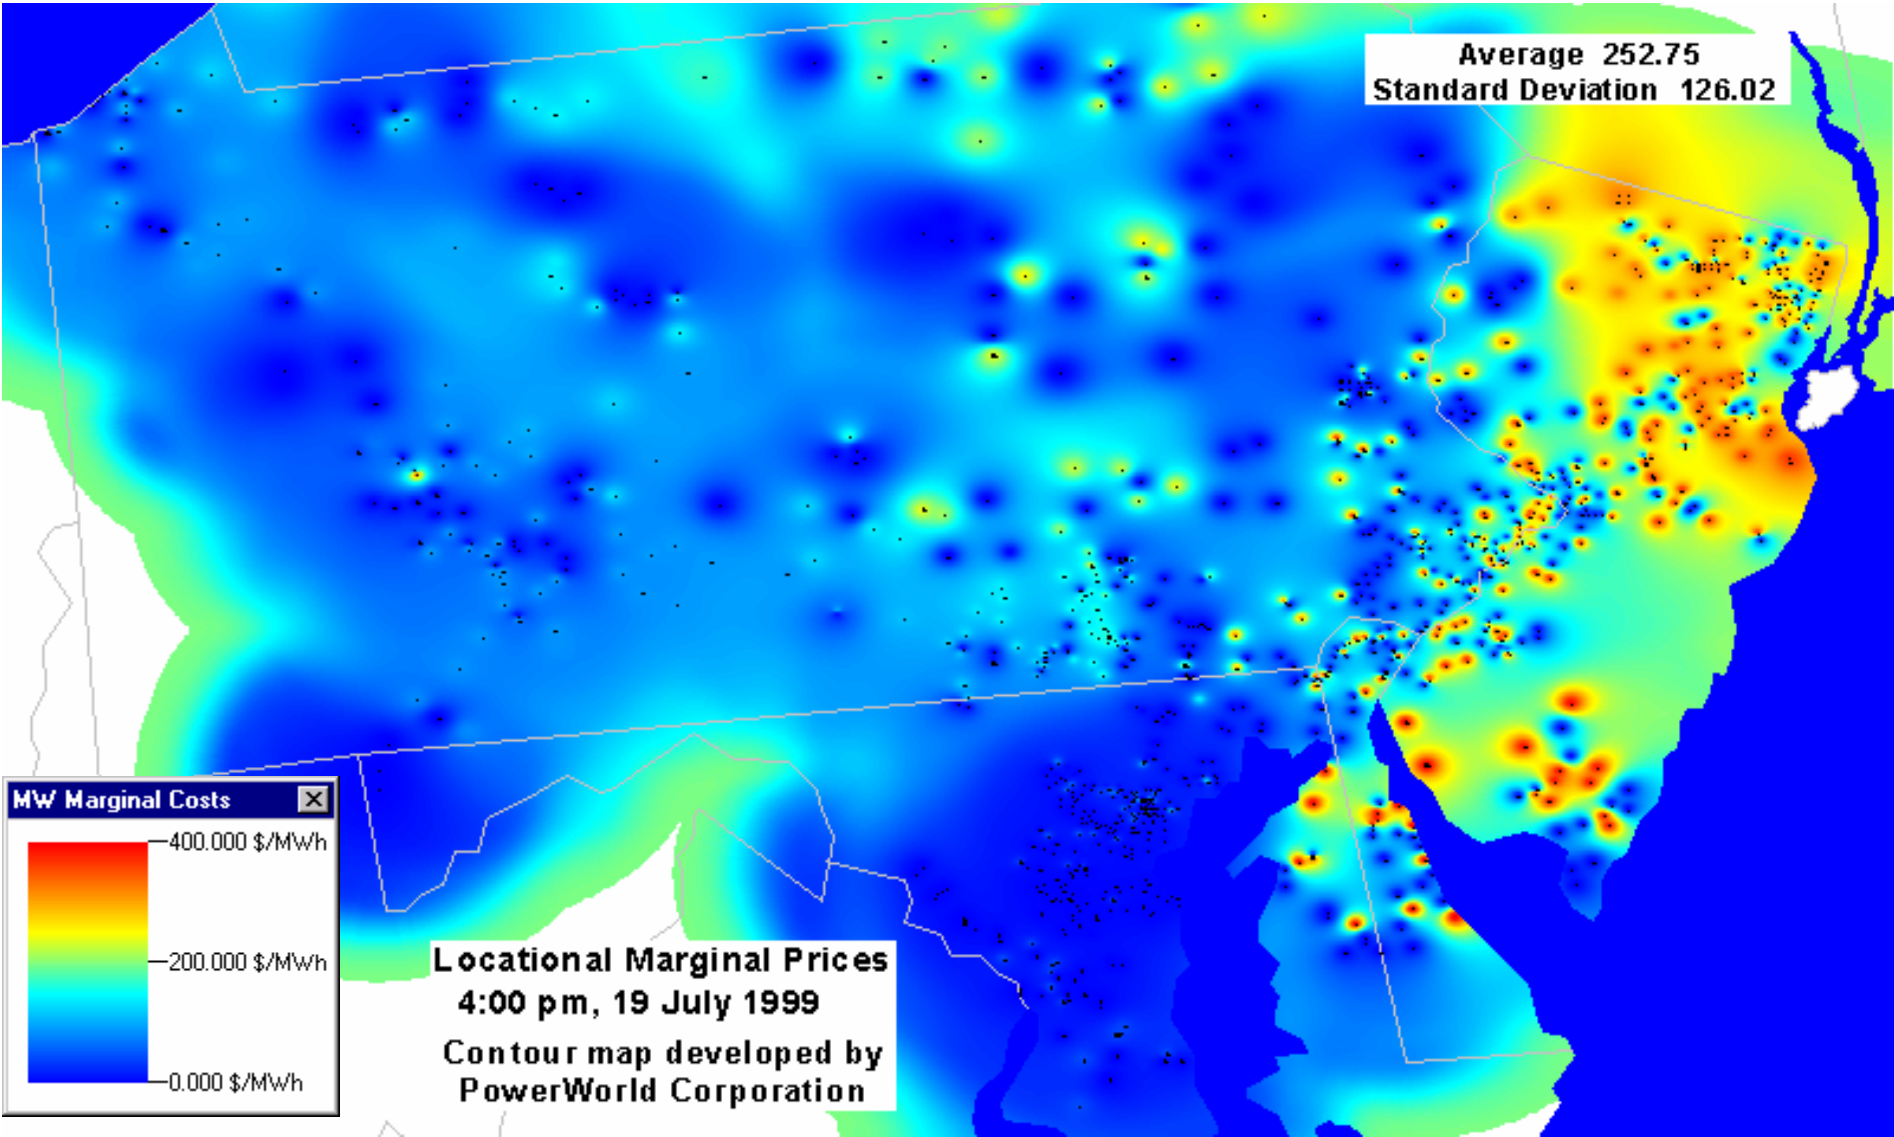 Average 252.75
Standard Deviation 126.02
MW Marginal Costs
400.000 $/MWh
200.000 $/MWh
0.000 $/MWh
Locational Marginal Prices
4:00 pm, 19 July 1999
Contour map developed by
PowerWorld Corporation